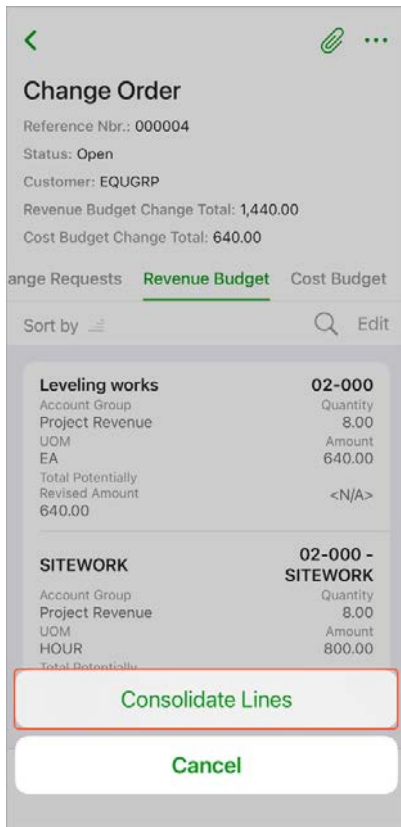 Change Order
Reference Nbr.: 000004
Status: Open
Customer: EQUGRP
Revenue Budget Change Total: 1,440.00
Cost Budget Change Total: 640.00
ange Requests Revenue Budget Cost Budget
Sort by Edit
Leveling works 02-000
Account Group Quantity
Project Revenue 8.00
UOM Amount
EA 640.00
Total Potentially
Revised Amount <N/A>
640.00
SITEWORK 02-000 -
SITEWORK
Account Group Quantity
Project Revenue 8.00
UOM Amount
HOUR 800.00
Total Potentially
Consolidate Lines
Cancel